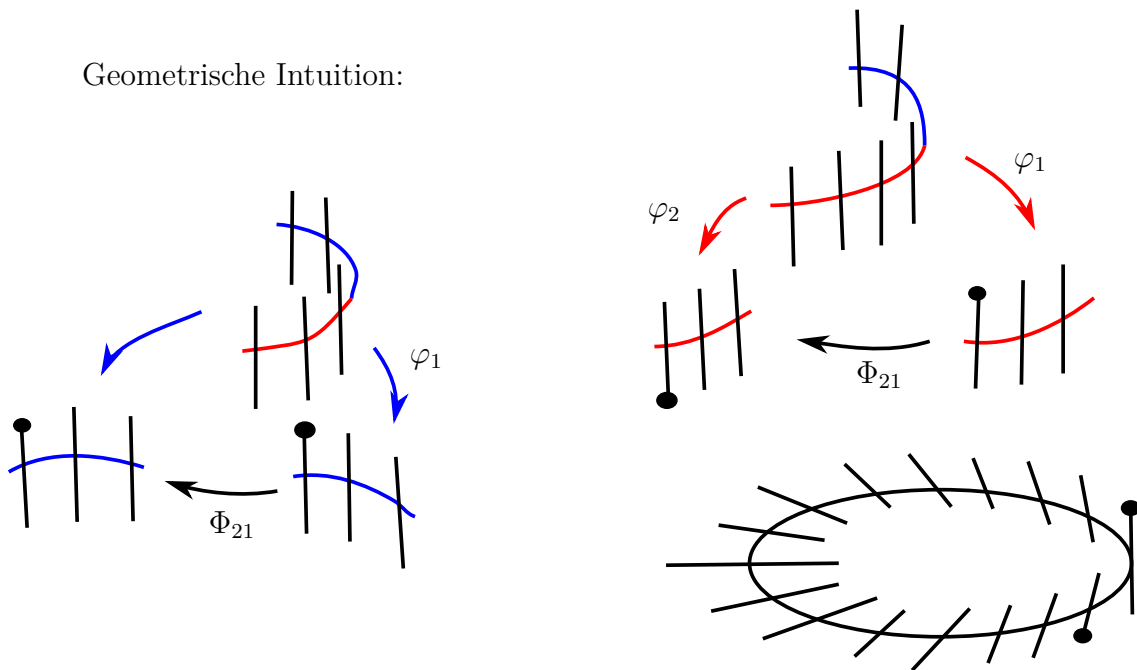 Geometrische Intuition:
φ₁
Φ₂₁
φ₂
φ₁
Φ₂₁